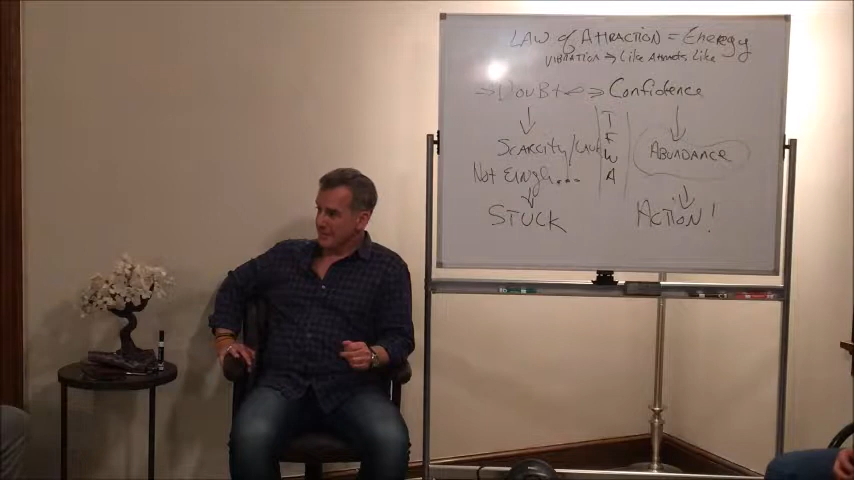 LAW of ATTRACTION = Energy
VIBRATION → Like Attracts Like
→ DouBt ↔ Confidence
↓ ↓
SCARCITY/LACK ABUNDANCE
Not Enough...
↓ ↓
STUCK ACTION!
T
F
W
A